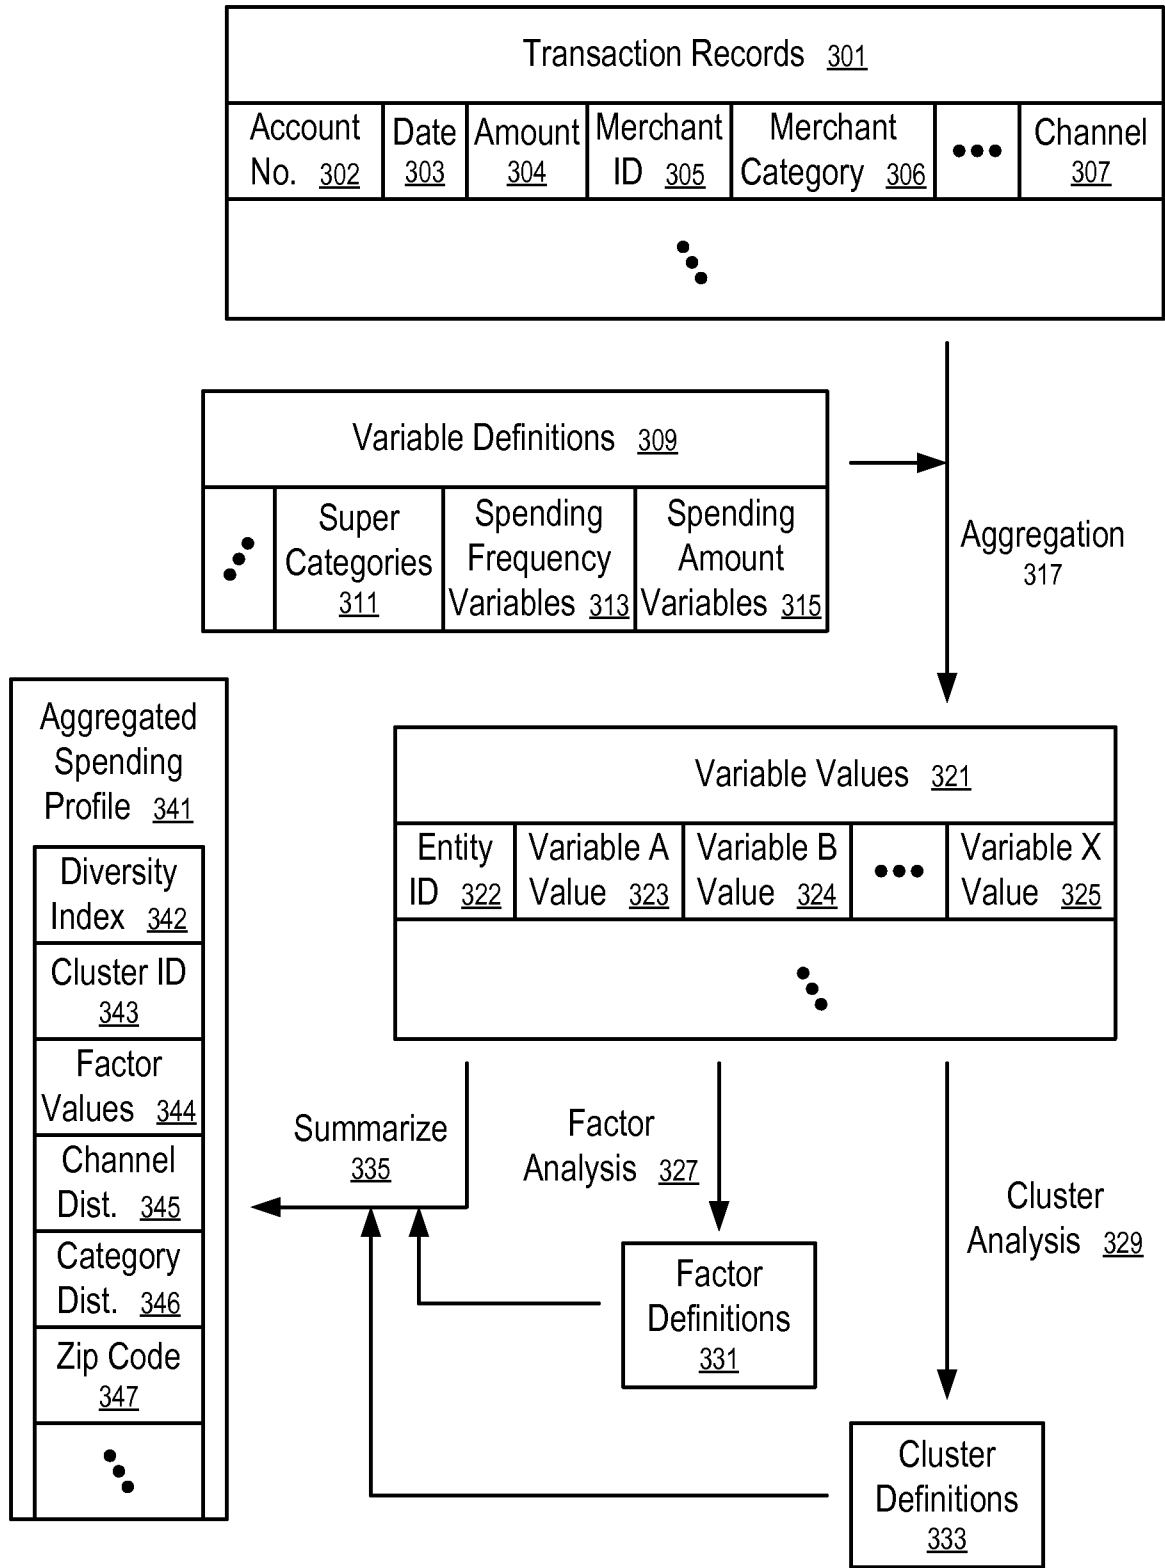 Transaction Records 301
Account
No. 302
Date
303
Amount
304
Merchant
ID 305
Merchant
Category 306
Channel
307
Variable Definitions 309
Super
Categories
311
Spending
Frequency
Variables 313
Spending
Amount
Variables 315
Aggregation
317
Variable Values 321
Entity
ID 322
Variable A
Value 323
Variable B
Value 324
Variable X
Value 325
Aggregated
Spending
Profile 341
Diversity
Index 342
Cluster ID
343
Factor
Values 344
Channel
Dist. 345
Category
Dist. 346
Zip Code
347
Summarize
335
Factor
Analysis 327
Cluster
Analysis 329
Factor
Definitions
331
Cluster
Definitions
333